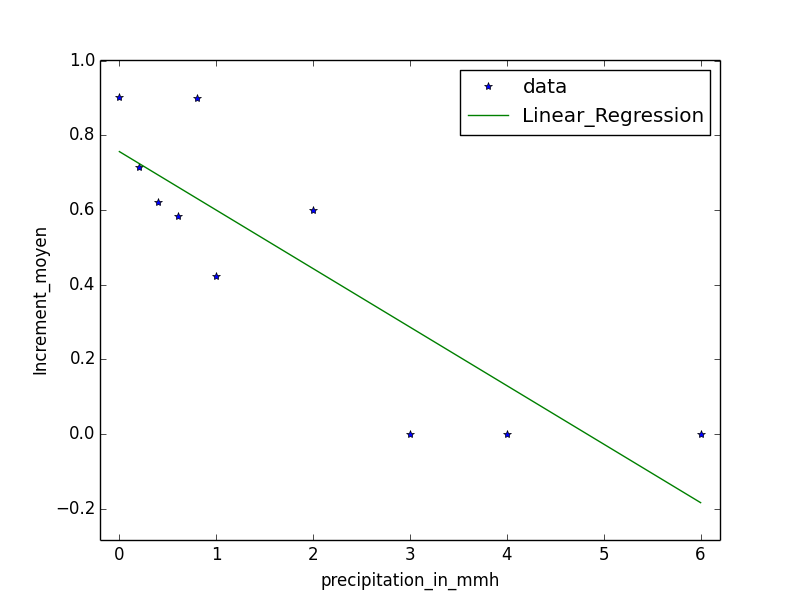 1.0
0.8
0.6
0.4
0.2
0.0
−0.2
Increment_moyen
data
Linear_Regression
0 1 2 3 4 5 6
precipitation_in_mmh